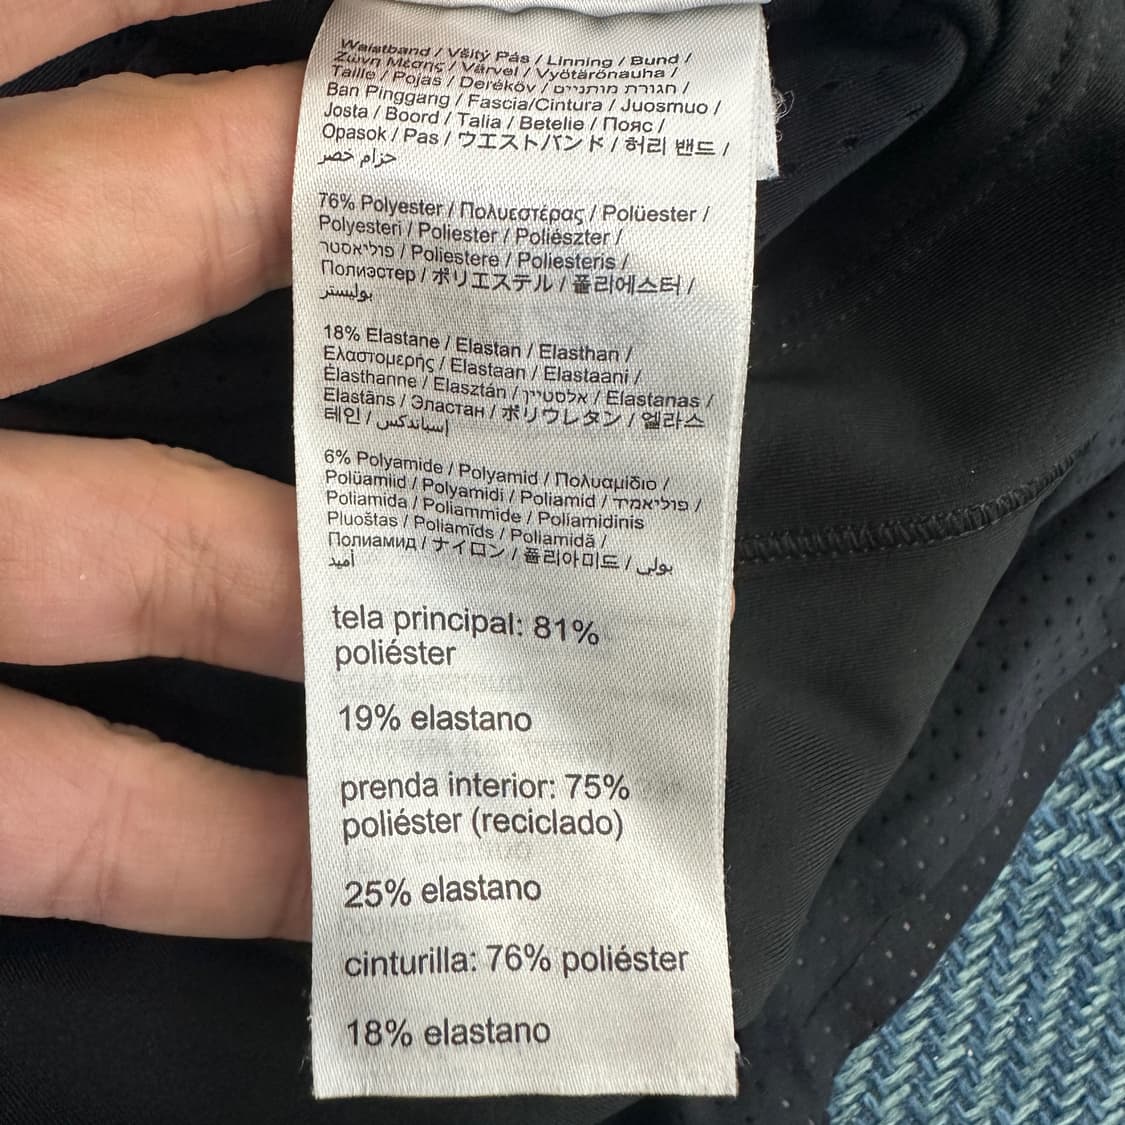 Waistband / Všitý Pás / Linning / Bund /
Ζώνη Μέσης / Värvel / Vyötärönauha /
Taille / Pojas / Deréköv / חגורת מותניים /
Ban Pinggang / Fascia/Cintura / Juosmuo /
Josta / Boord / Talia / Betelie / Пояс /
Opasok / Pas / ウエストバンド / 허리 밴드 /
حزام خصر
76% Polyester / Πολυεστέρας / Polüester /
Polyesteri / Poliester / Poliészter /
פוליאסטר / Poliestere / Poliesteris /
Полиэстер / ポリエステル / 폴리에스터 /
بوليستر
18% Elastane / Elastan / Elasthan /
Ελαστομερής / Elastaan / Elastaani /
Élasthanne / Elasztán / אלסטיין / Elastanas /
Elastāns / Эластан / ポリウレタン / 엘라스
테인 / إسباندكس
6% Polyamide / Polyamid / Πολυαμίδιο /
Polüamiid / Polyamidi / Poliamid / פוליאמיד /
Poliamida / Poliammide / Poliamidinis
Pluoštas / Poliamīds / Poliamidă /
Полиамид / ナイロン / 폴리아미드 / بولي
أميد
tela principal: 81%
poliéster
19% elastano
prenda interior: 75%
poliéster (reciclado)
25% elastano
cinturilla: 76% poliéster
18% elastano